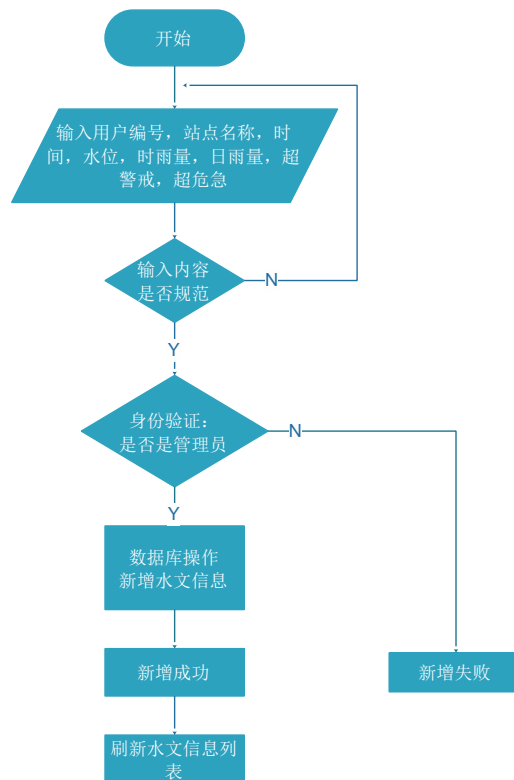 开始
输入用户编号，站点名称，时
间，水位，时雨量，日雨量，超
警戒，超危急
输入内容
是否规范
N
Y
身份验证：
是否是管理员
N
Y
数据库操作
新增水文信息
新增成功
新增失败
刷新水文信息列
表